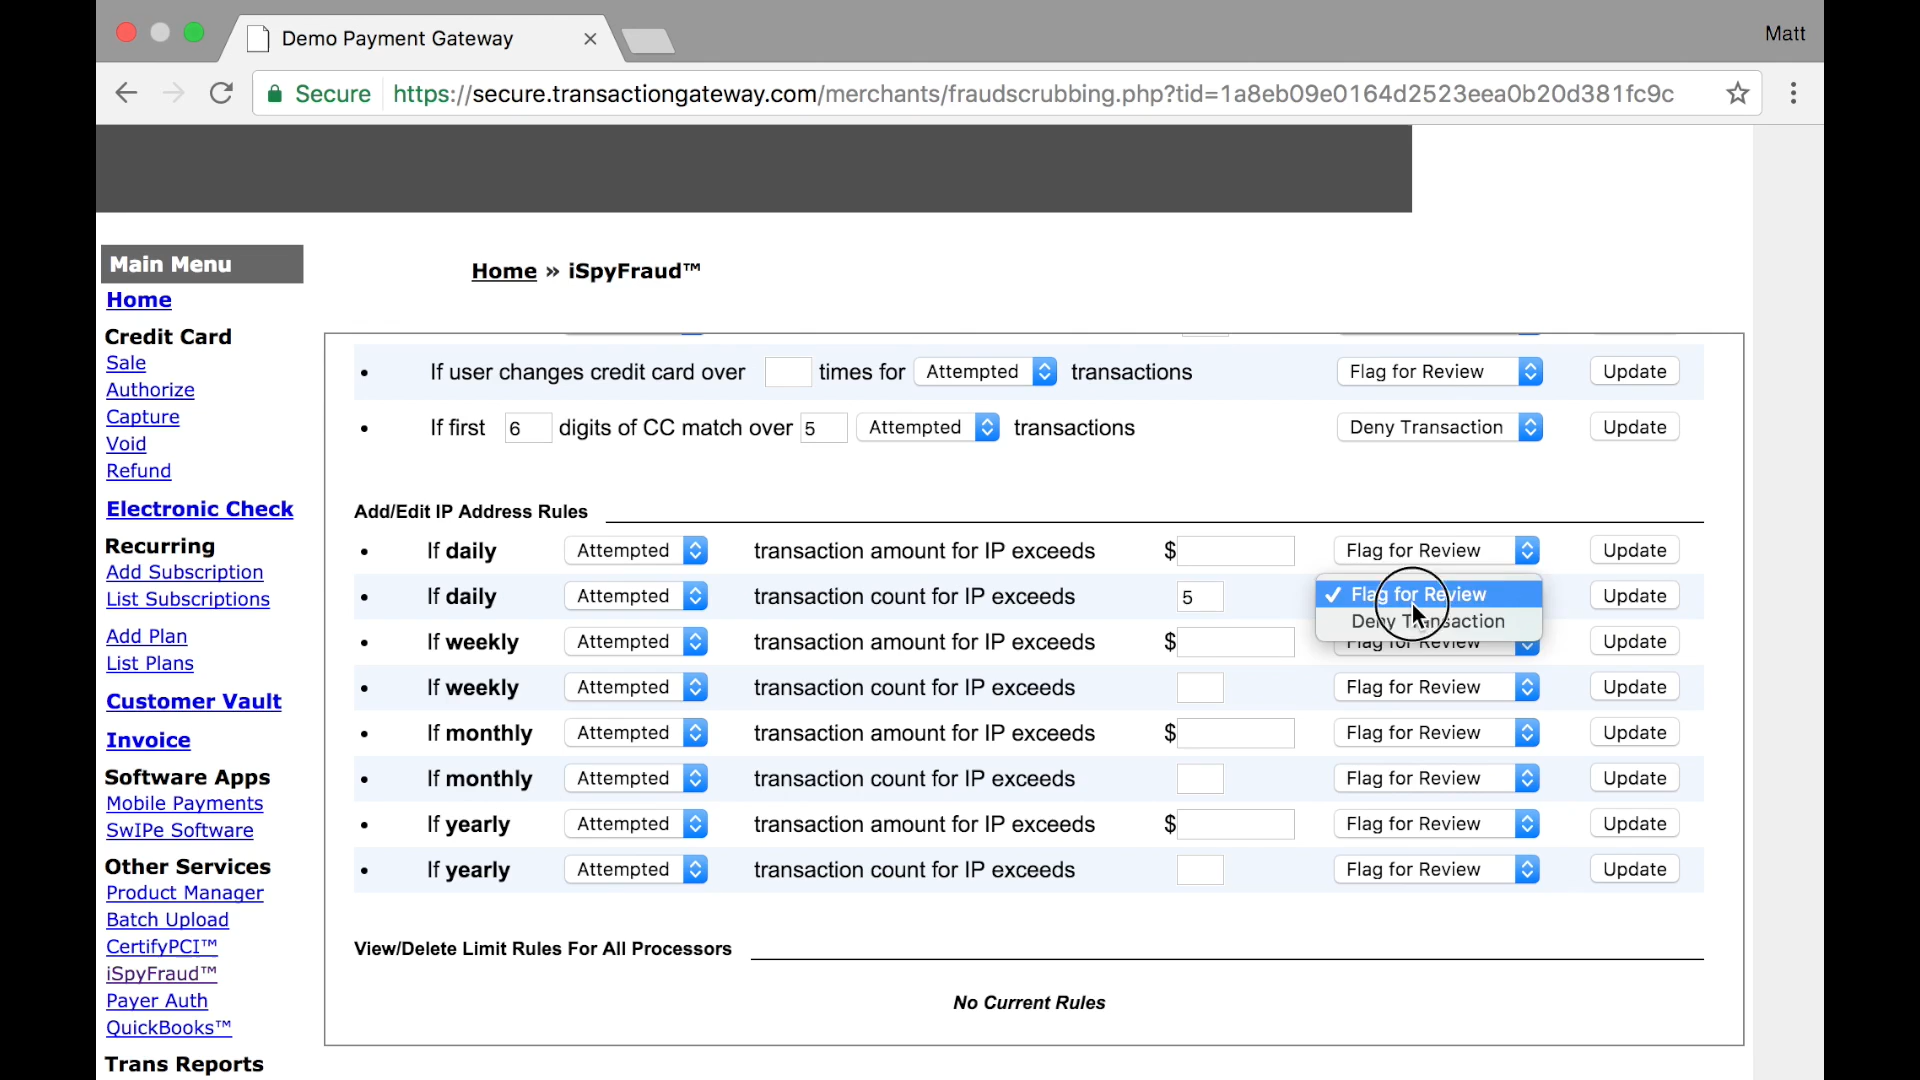 Demo Payment Gateway
Matt
Secure https://secure.transactiongateway.com/merchants/fraudscrubbing.php?tid=1a8eb09e0164d2523eea0b20d381fc9c
Main Menu
Home » iSpyFraud™
Home
Credit Card
Sale
Authorize
Capture
Void
Refund
Electronic Check
Recurring
Add Subscription
List Subscriptions
Add Plan
List Plans
Customer Vault
Invoice
Software Apps
Mobile Payments
SwIPe Software
Other Services
Product Manager
Batch Upload
CertifyPCI™
iSpyFraud™
Payer Auth
QuickBooks™
Trans Reports
• If user changes credit card over times for Attempted transactions Flag for Review Update
• If first 6 digits of CC match over 5 Attempted transactions Deny Transaction Update
Add/Edit IP Address Rules
• If daily Attempted transaction amount for IP exceeds $ Flag for Review Update
• If daily Attempted transaction count for IP exceeds 5 ✓ Flag for Review Update
Deny Transaction
• If weekly Attempted transaction amount for IP exceeds $ Flag for Review Update
• If weekly Attempted transaction count for IP exceeds Flag for Review Update
• If monthly Attempted transaction amount for IP exceeds $ Flag for Review Update
• If monthly Attempted transaction count for IP exceeds Flag for Review Update
• If yearly Attempted transaction amount for IP exceeds $ Flag for Review Update
• If yearly Attempted transaction count for IP exceeds Flag for Review Update
View/Delete Limit Rules For All Processors
No Current Rules